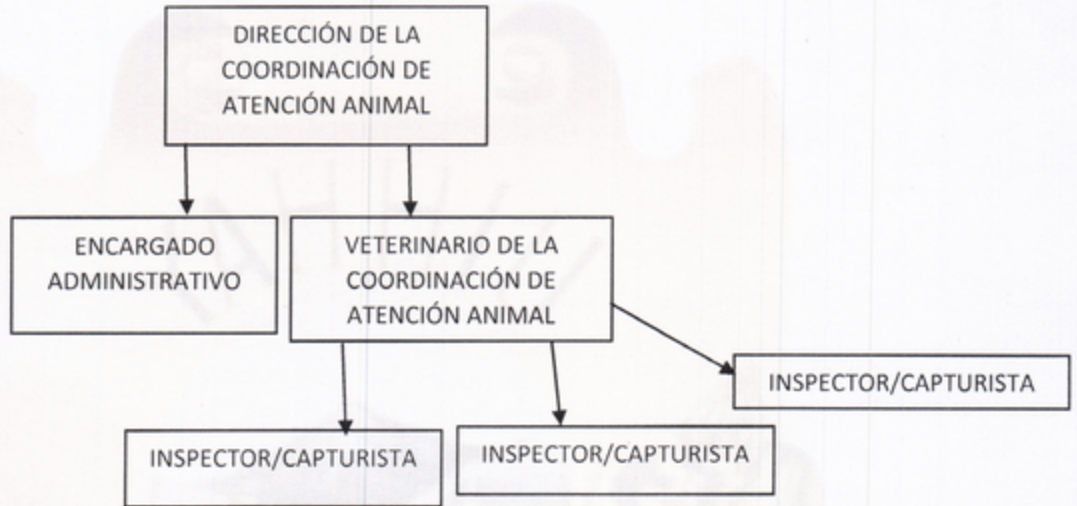 DIRECCIÓN DE LA
COORDINACIÓN DE
ATENCIÓN ANIMAL
ENCARGADO
ADMINISTRATIVO
VETERINARIO DE LA
COORDINACIÓN DE
ATENCIÓN ANIMAL
INSPECTOR/CAPTURISTA
INSPECTOR/CAPTURISTA
INSPECTOR/CAPTURISTA